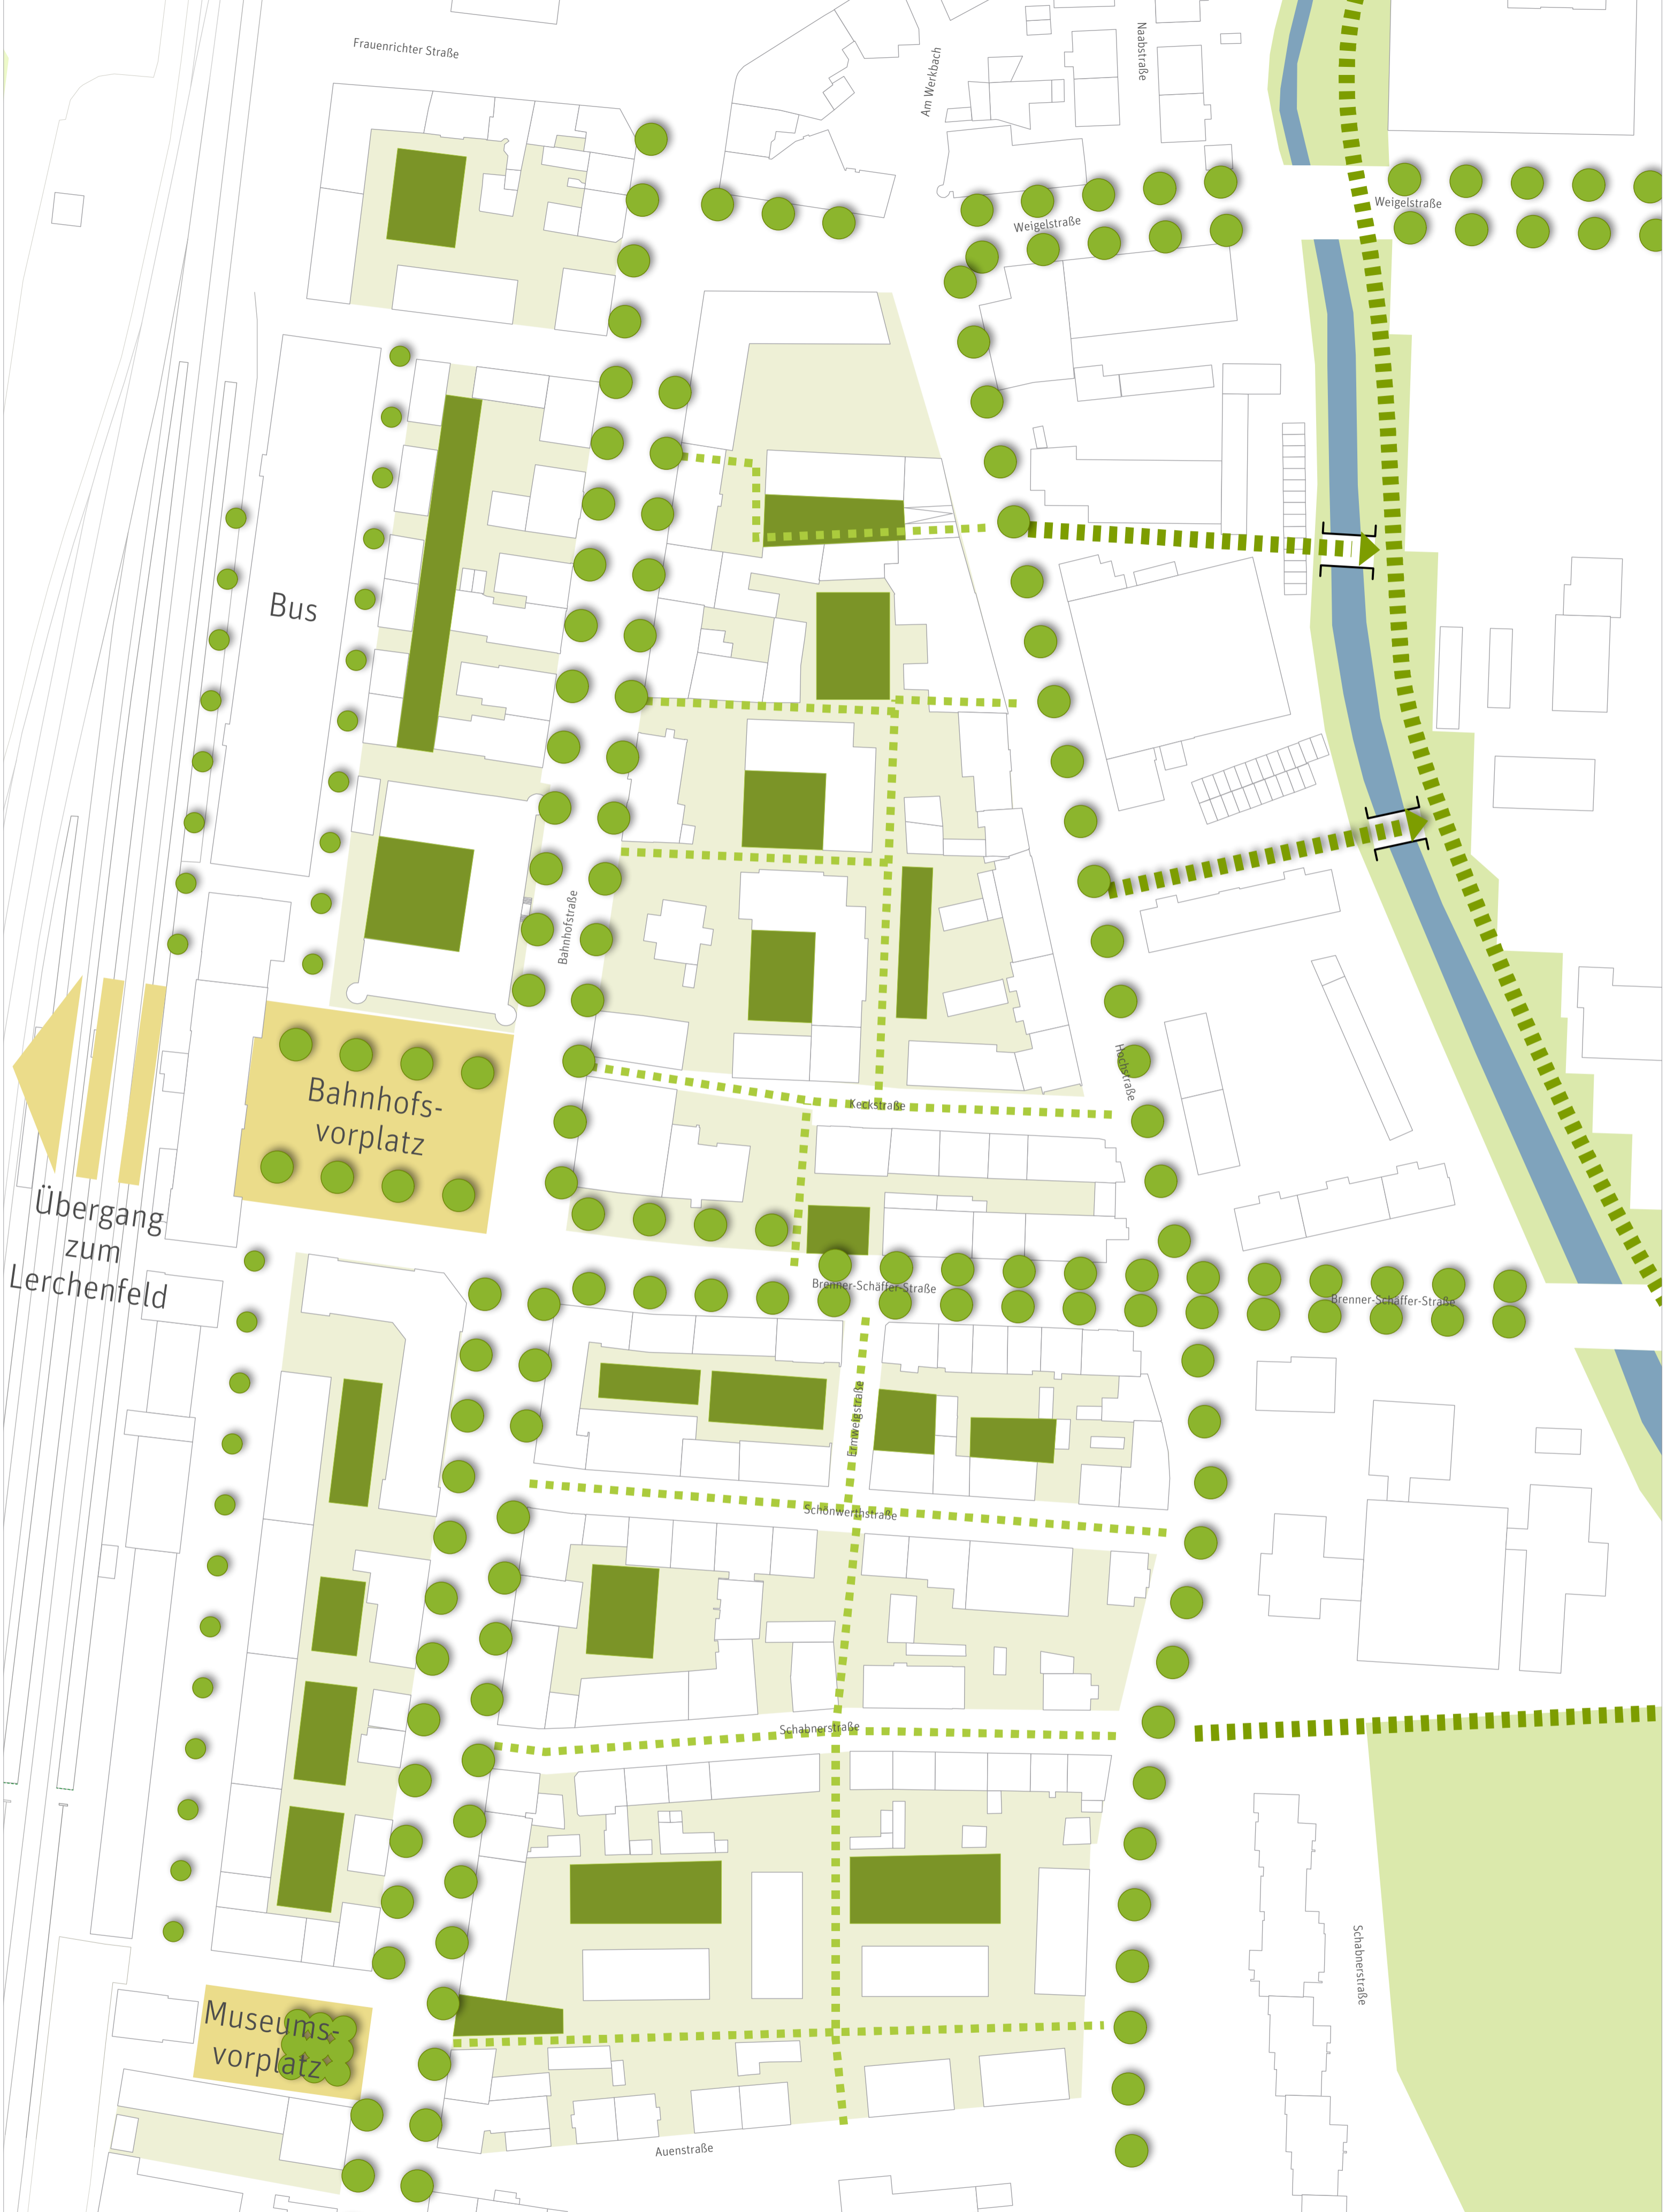 Frauenrichter Straße
Am Werkbach
Naabstraße
Weigelstraße
Weigelstraße
Bus
Bahnhofstraße
Bahnhofs-
vorplatz
Hochstraße
Keckstraße
Übergang
zum
Lerchenfeld
Brenner-Schäffer-Straße
Brenner-Schäffer-Straße
Ermweigstraße
Schönwerthstraße
Schabnerstraße
Schabnerstraße
Museums-
vorplatz
Auenstraße